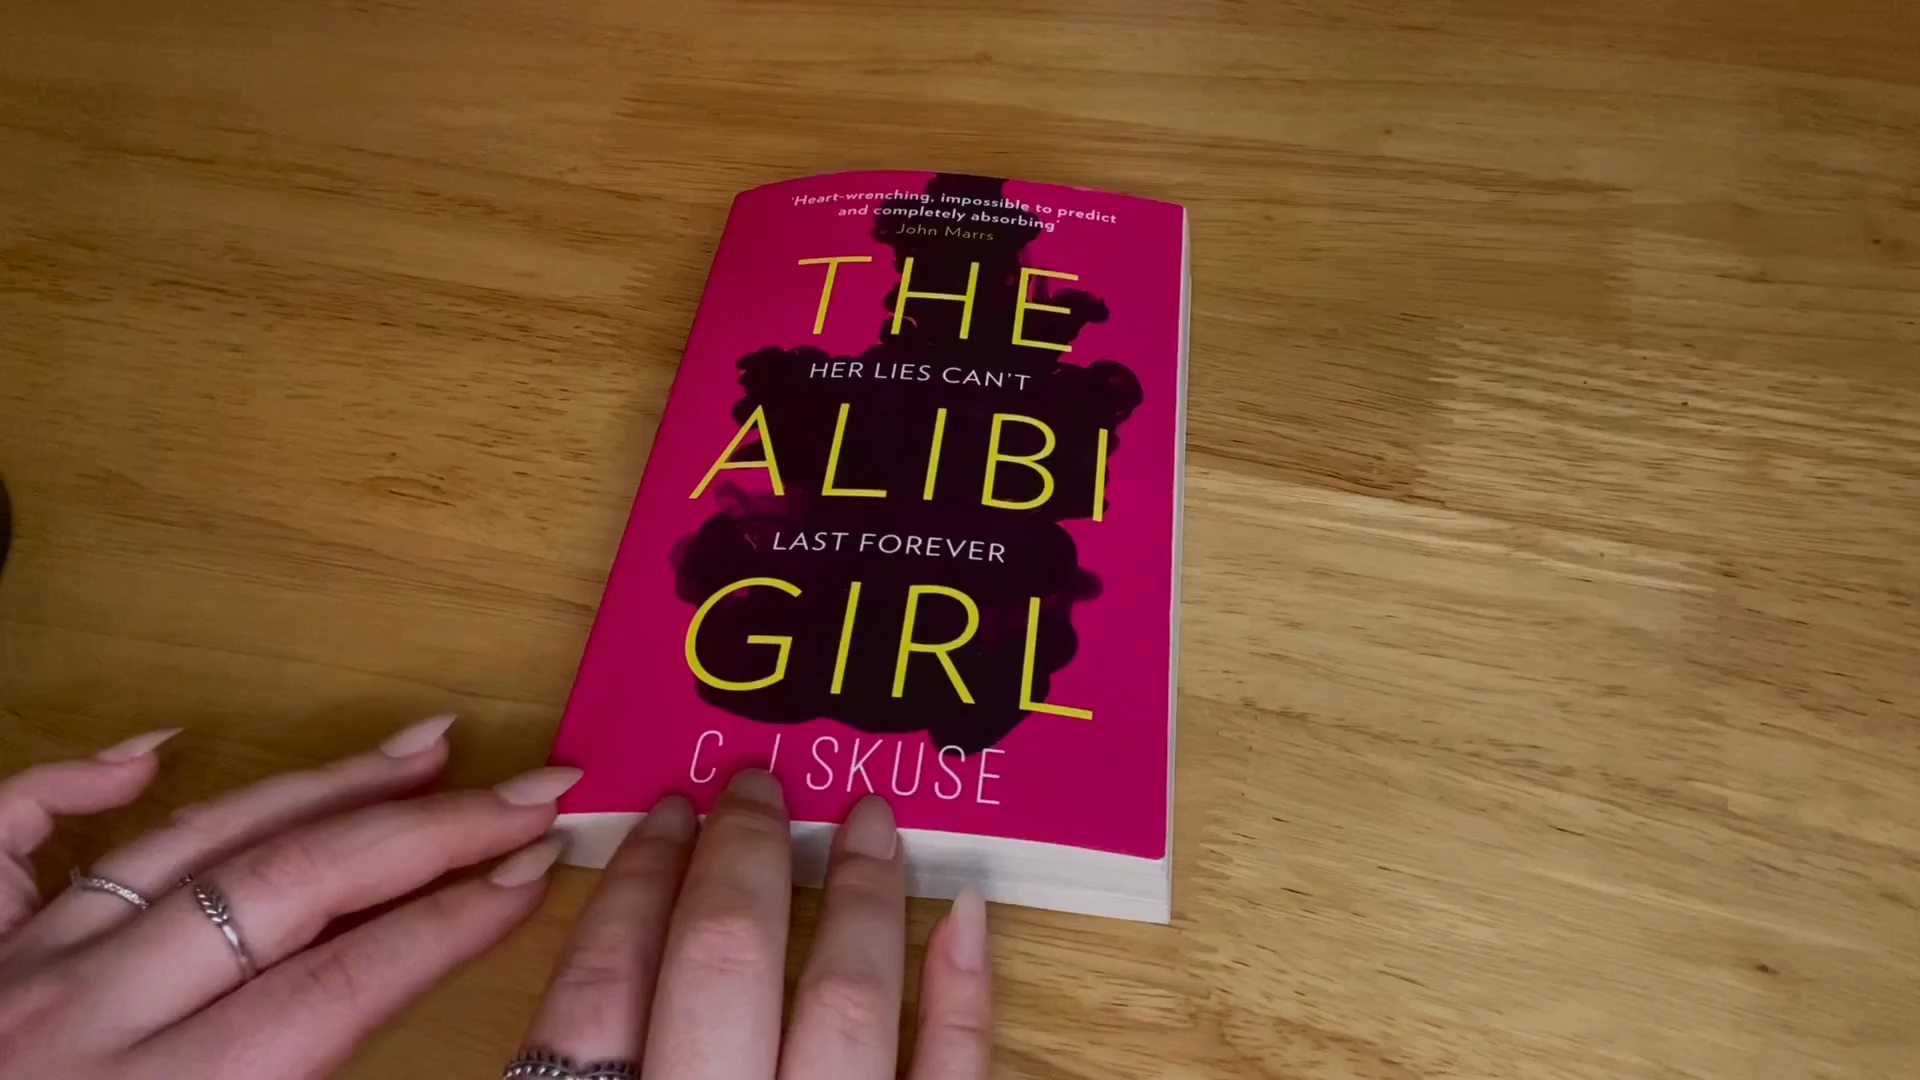 'Heart-wrenching, impossible to predict
and completely absorbing'
John Marrs
THE
HER LIES CAN'T
ALIBI
LAST FOREVER
GIRL
C J SKUSE